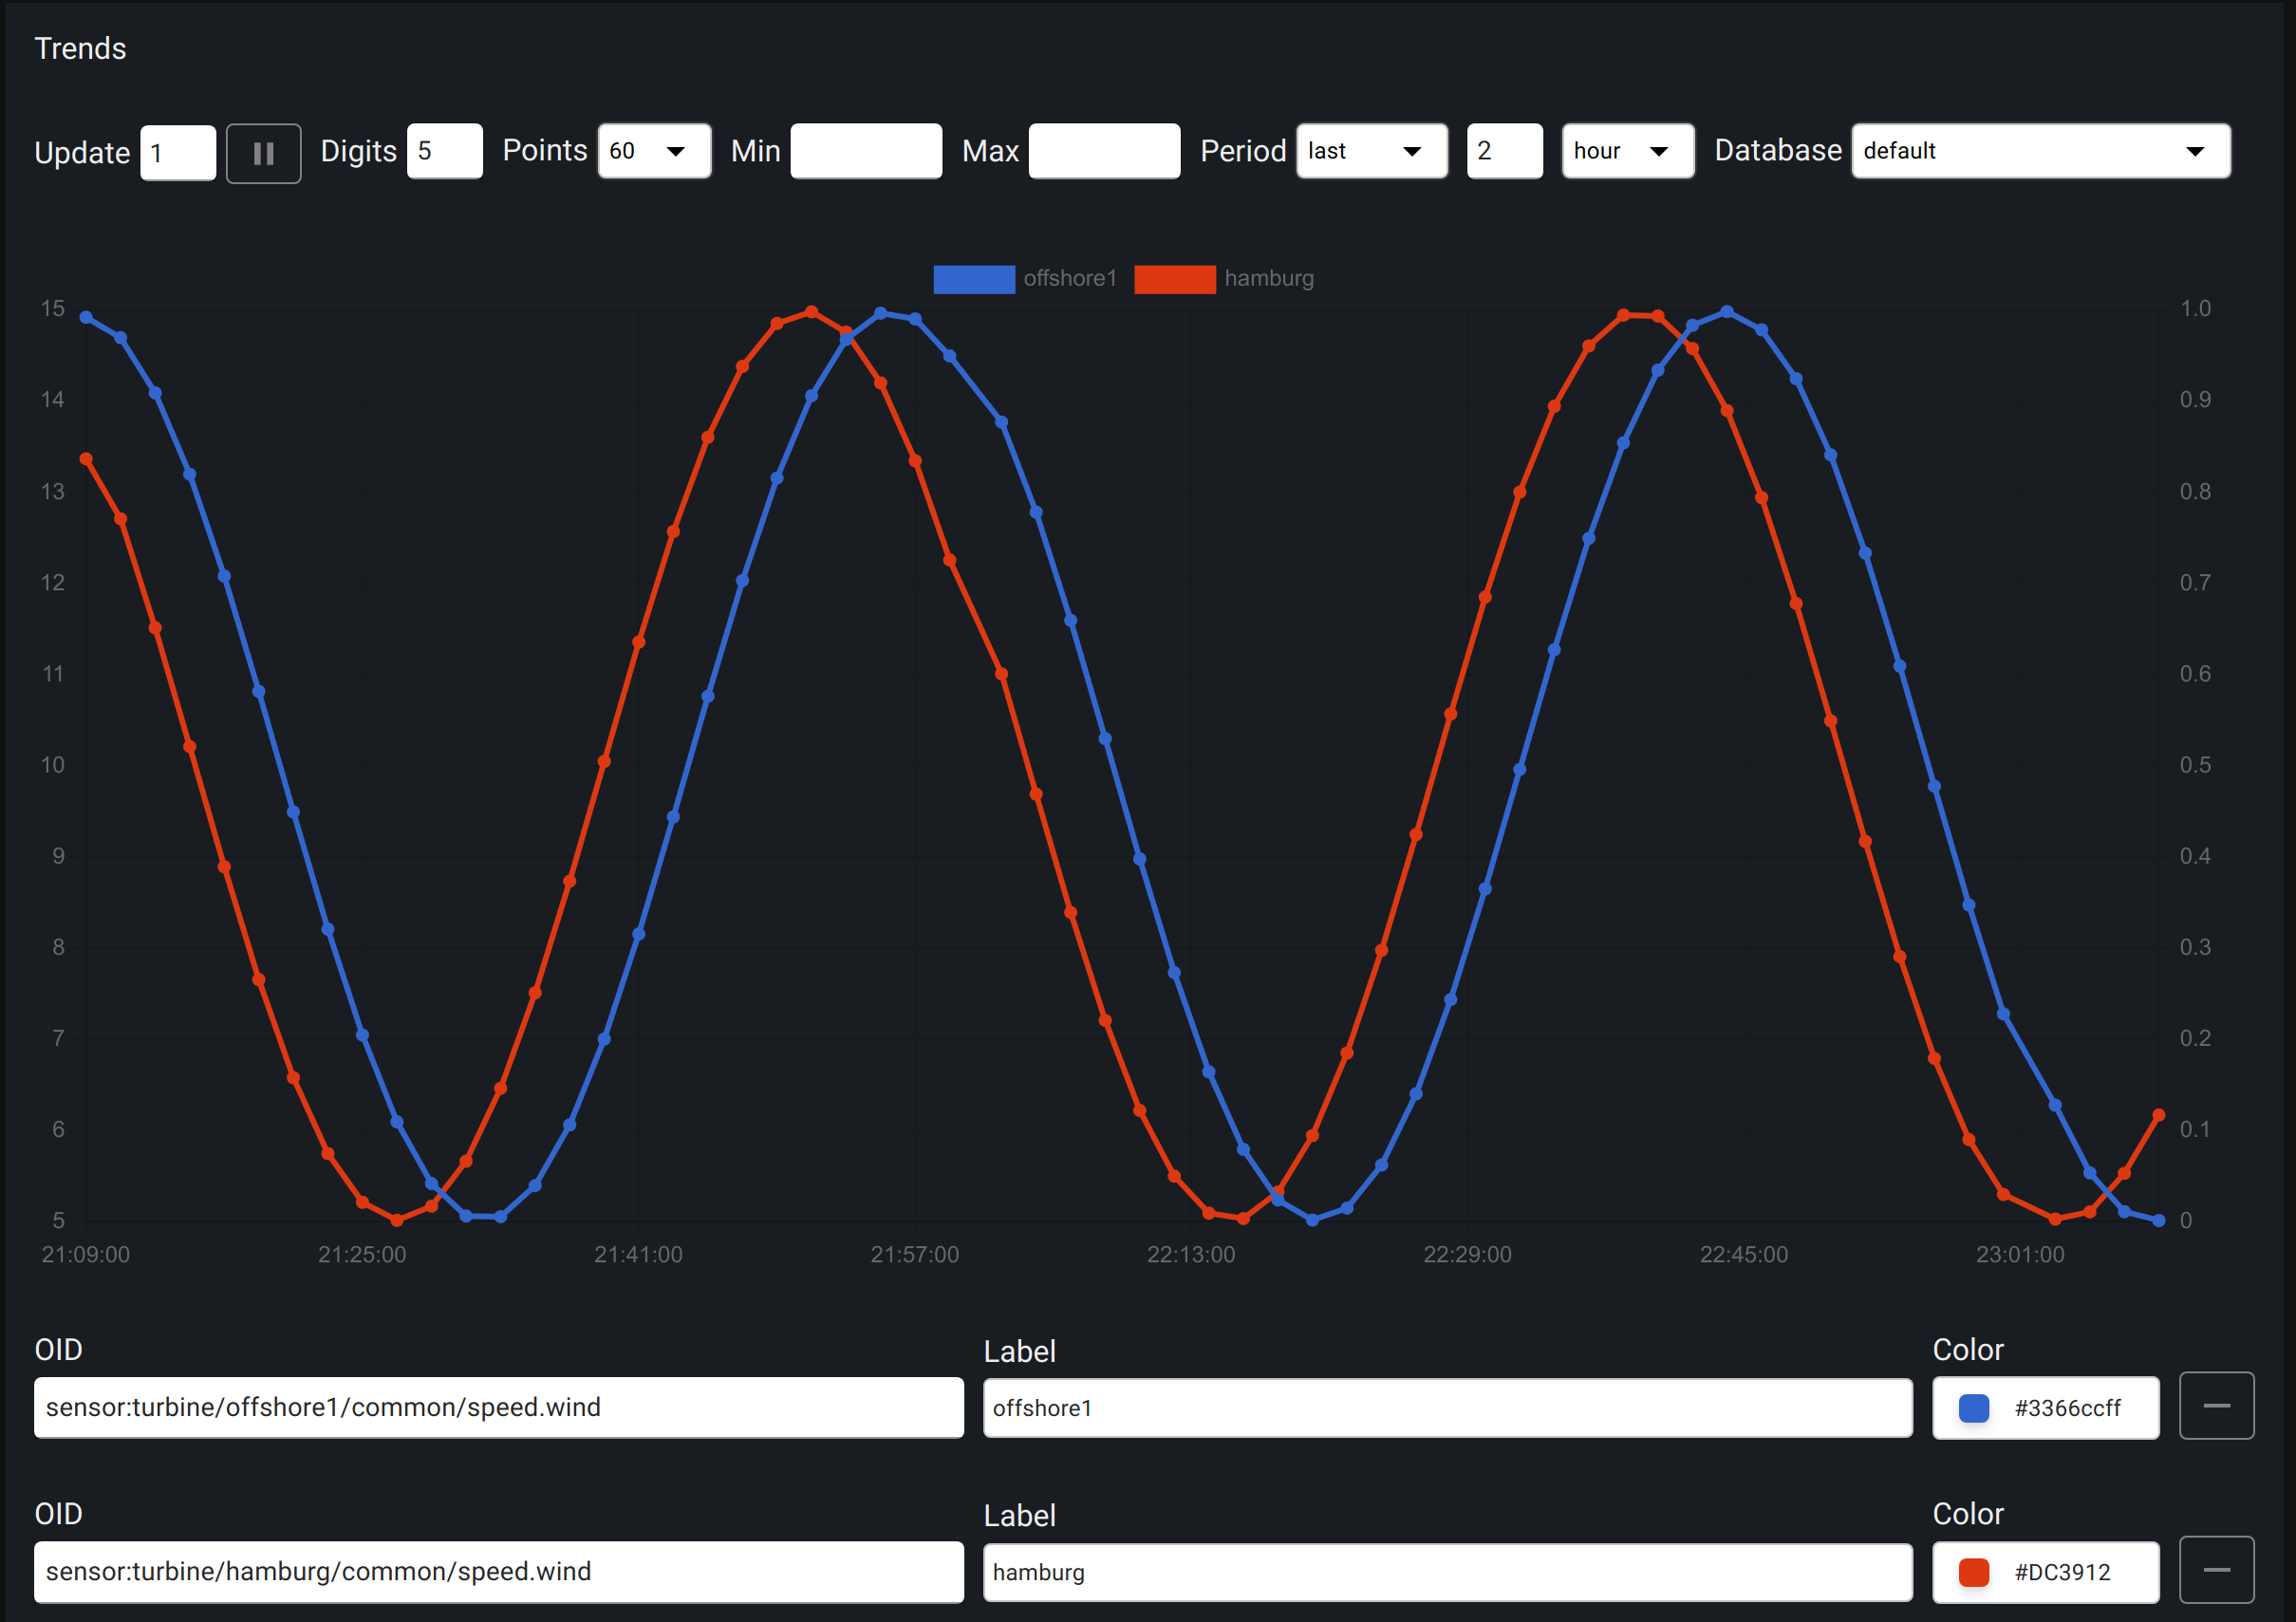 Trends
Update 1 Digits 5 Points 60 Min Max Period last 2 hour Database default
offshore1 hamburg
15 1.0
14 0.9
13 0.8
12 0.7
11 0.6
10 0.5
9 0.4
8 0.3
7 0.2
6 0.1
5 0
21:09:00 21:25:00 21:41:00 21:57:00 22:13:00 22:29:00 22:45:00 23:01:00
OID Label Color
sensor:turbine/offshore1/common/speed.wind offshore1 #3366ccff
OID Label Color
sensor:turbine/hamburg/common/speed.wind hamburg #DC3912